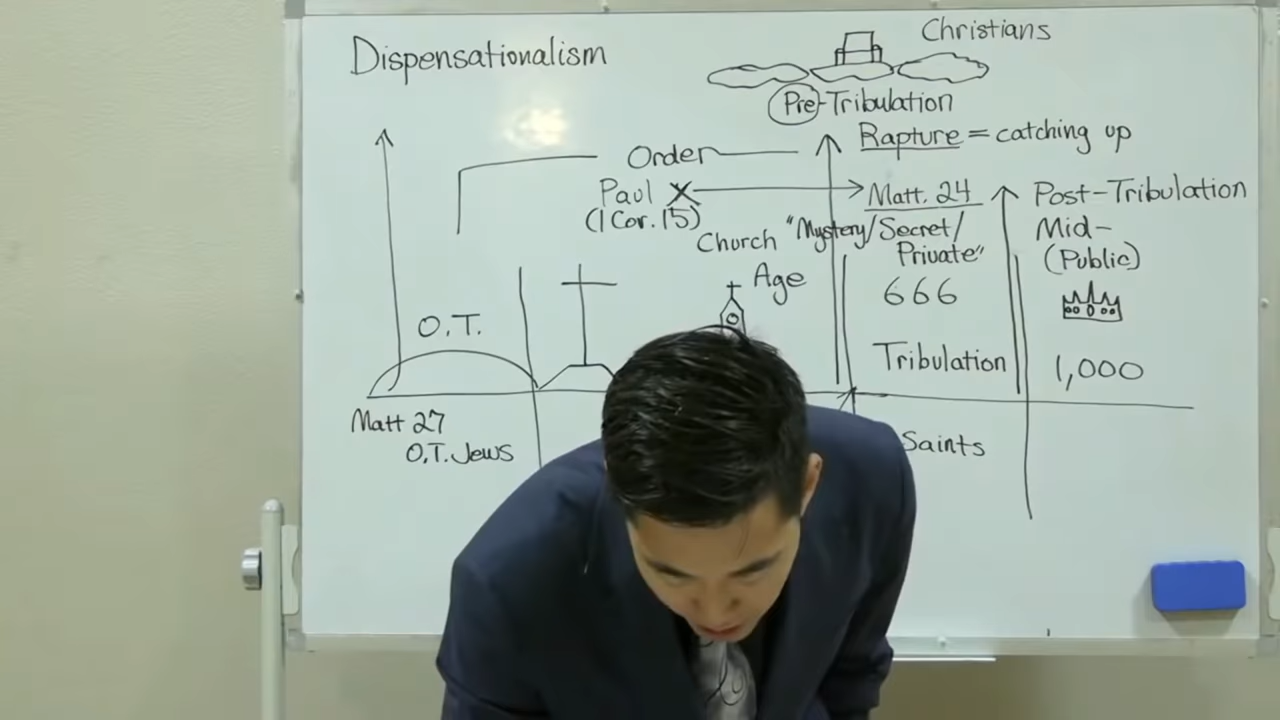 Dispensationalism
Christians
Pre-Tribulation
Rapture = catching up
Order
Paul X
Matt. 24
Post-Tribulation
(1 Cor. 15)
Church
"Mystery/Secret/
Private"
Mid-
(Public)
Age
666
O.T.
Tribulation
1,000
Matt 27
O.T. Jews
Saints